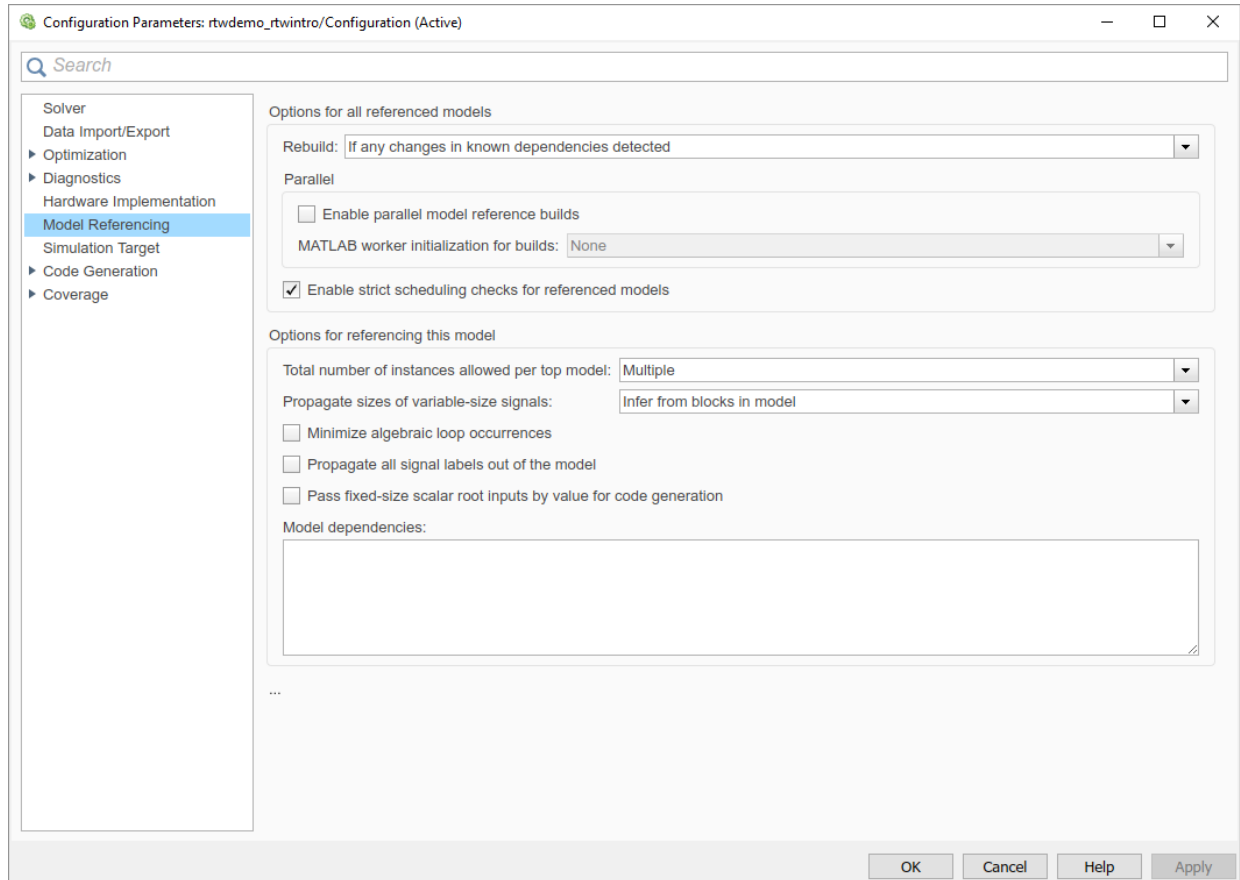 Configuration Parameters: rtwdemo_rtwintro/Configuration (Active)
Search
Solver
Data Import/Export
Optimization
Diagnostics
Hardware Implementation
Model Referencing
Simulation Target
Code Generation
Coverage
Options for all referenced models
Rebuild: If any changes in known dependencies detected
Parallel
Enable parallel model reference builds
MATLAB worker initialization for builds: None
Enable strict scheduling checks for referenced models
Options for referencing this model
Total number of instances allowed per top model: Multiple
Propagate sizes of variable-size signals: Infer from blocks in model
Minimize algebraic loop occurrences
Propagate all signal labels out of the model
Pass fixed-size scalar root inputs by value for code generation
Model dependencies:
...
OK Cancel Help Apply